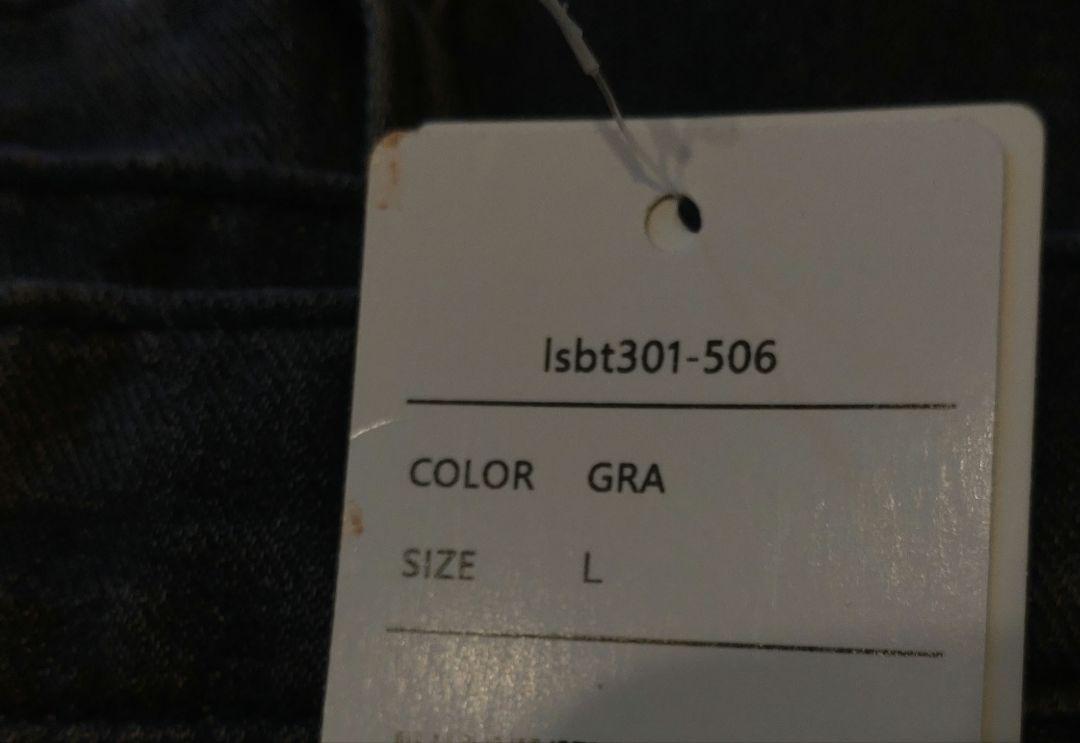 lsbt301-506
COLOR GRA
SIZE L